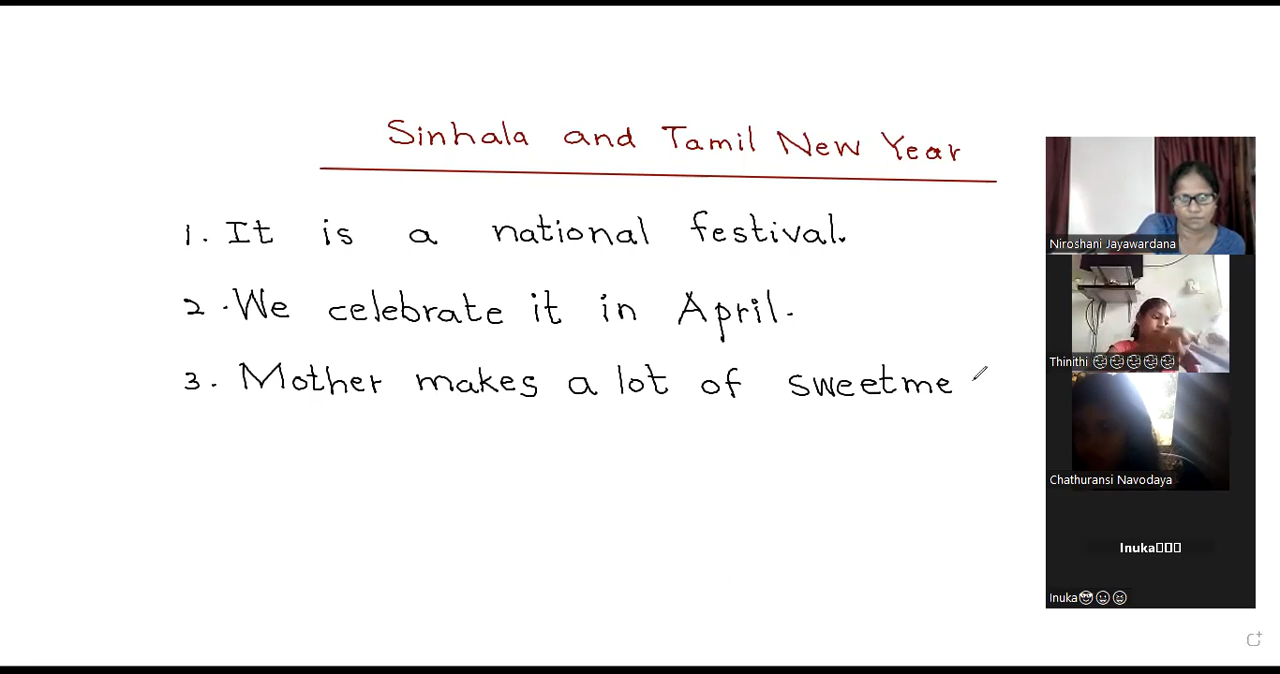 Sinhala and Tamil New Year
1. It is a national festival.
2. We celebrate it in April.
3. Mother makes a lot of sweetme
Niroshani Jayawardana
Thinithi
Chathuransi Navodaya
Inuka
Inuka